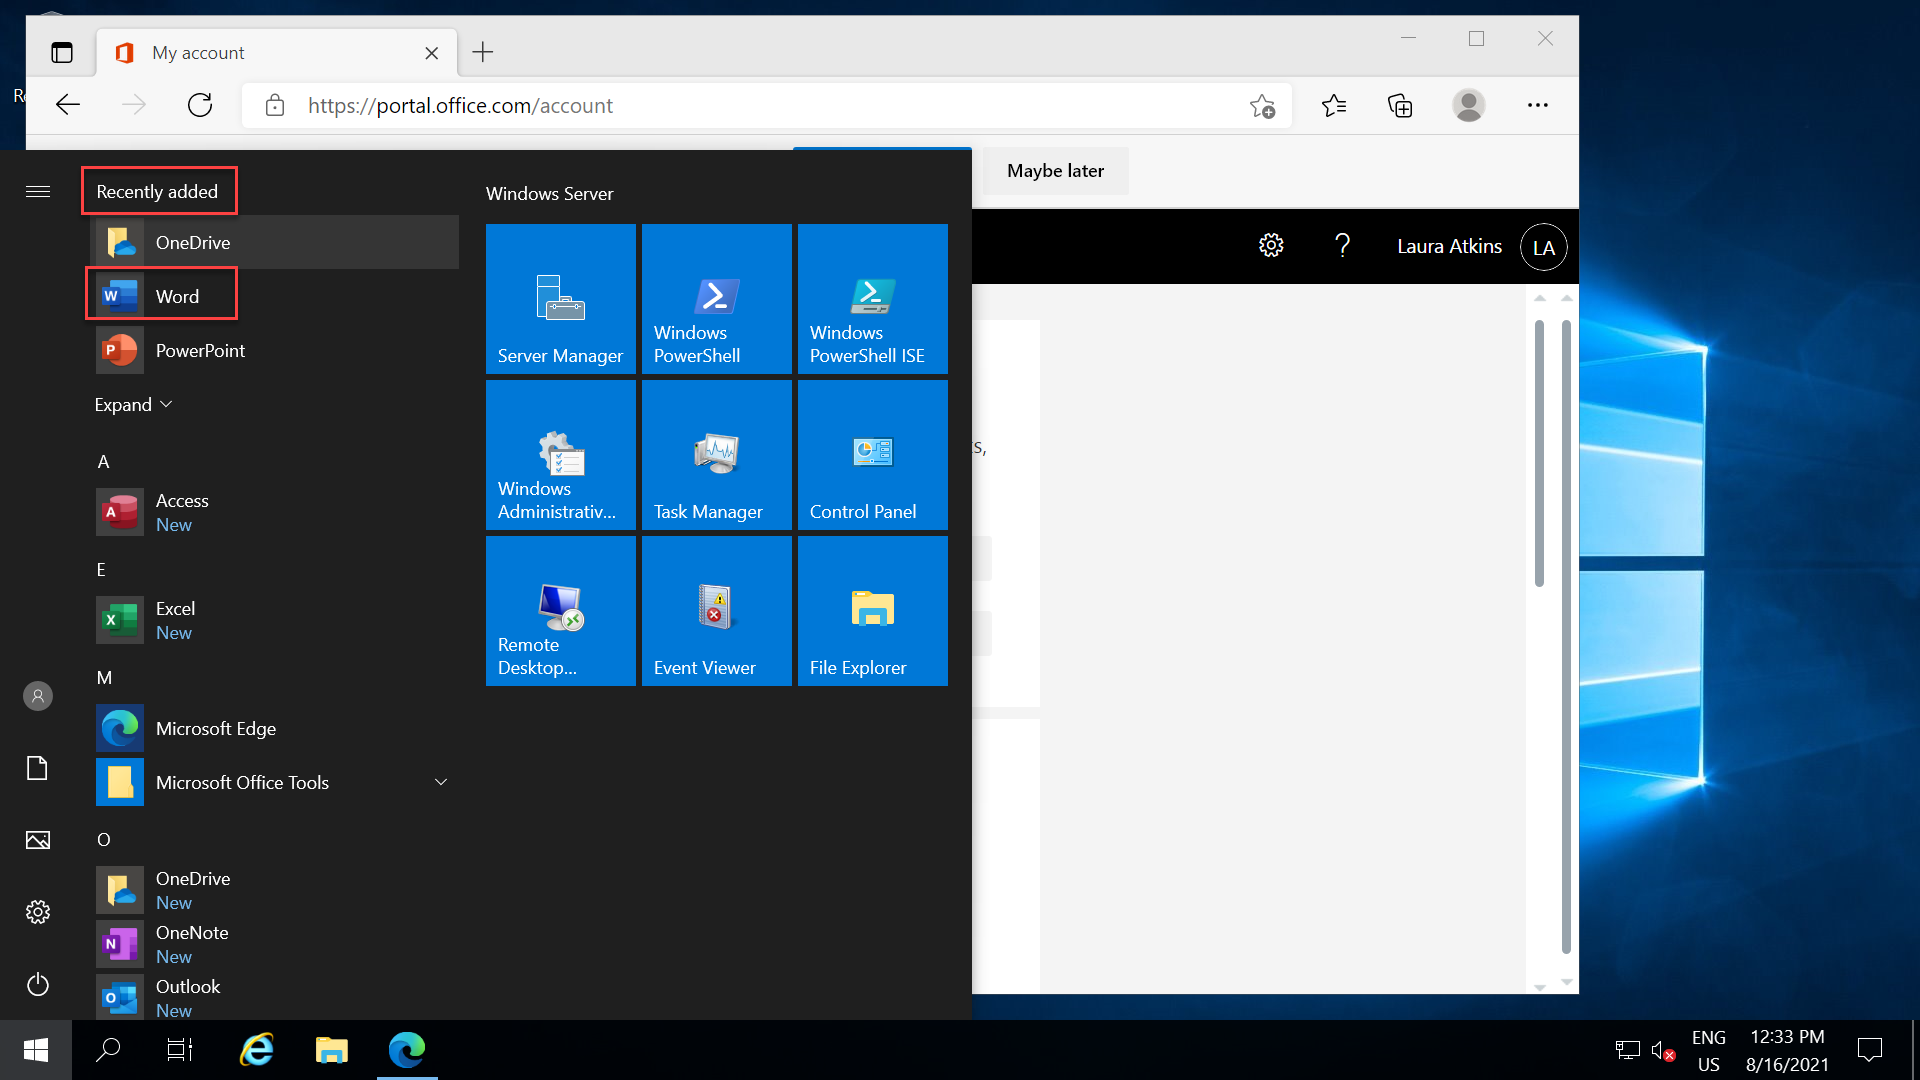 My account
https://portal.office.com/account
Maybe later
Laura Atkins
LA
Recently added
OneDrive
Word
PowerPoint
Expand
A
Access
New
E
Excel
New
M
Microsoft Edge
Microsoft Office Tools
O
OneDrive
New
OneNote
New
Outlook
New
Windows Server
Server Manager
Windows
PowerShell
Windows
PowerShell ISE
Windows
Administrativ...
Task Manager
Control Panel
Remote
Desktop...
Event Viewer
File Explorer
ENG
US
12:33 PM
8/16/2021